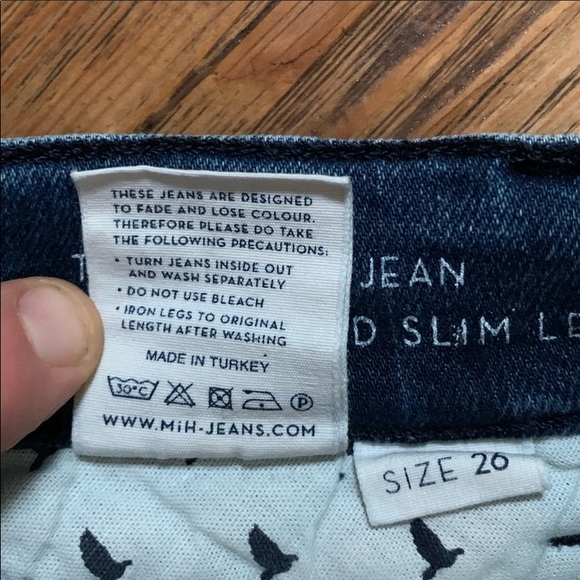 THESE JEANS ARE DESIGNED
TO FADE AND LOSE COLOUR.
THEREFORE PLEASE DO TAKE
THE FOLLOWING PRECAUTIONS:
• TURN JEANS INSIDE OUT
AND WASH SEPARATELY
• DO NOT USE BLEACH
• IRON LEGS TO ORIGINAL
LENGTH AFTER WASHING
MADE IN TURKEY
30°C P
WWW.MiH-JEANS.COM
JEAN
SLIM
SIZE 26